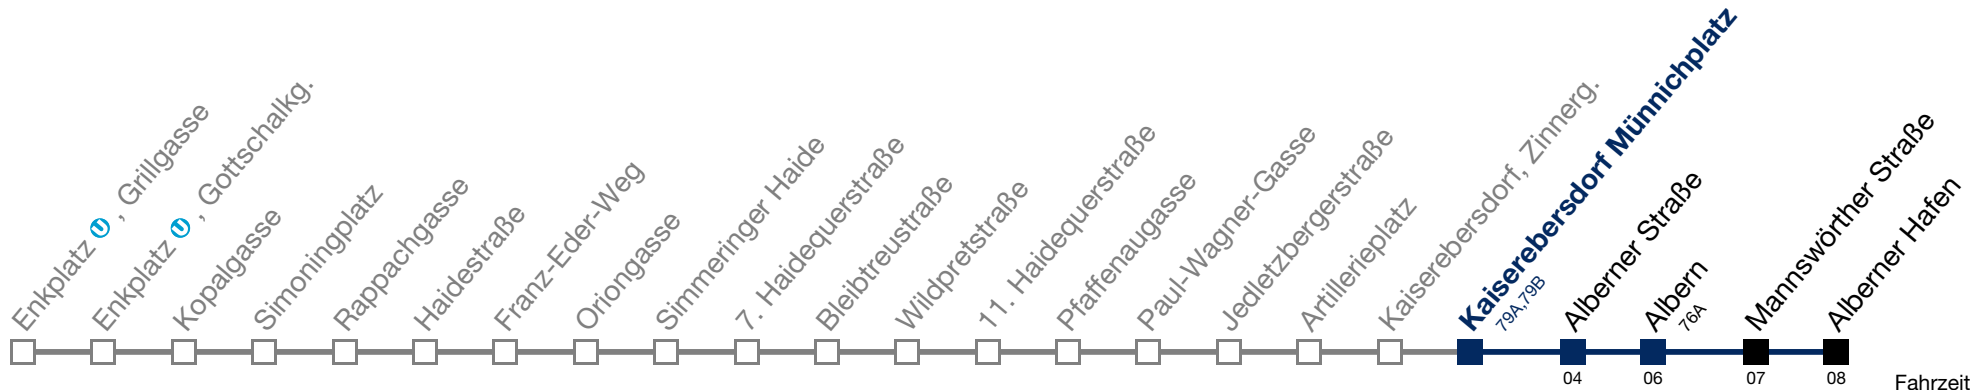 Enkplatz U, Grillgasse
Enkplatz U, Gottschalkg.
Kopalgasse
Simoningplatz
Rappachgasse
Haidestraße
Franz-Eder-Weg
Oriongasse
Simmeringer Haide
7. Haidequerstraße
Bleibtreustraße
Wildpretstraße
11. Haidequerstraße
Pfaffenaugasse
Paul-Wagner-Gasse
Jedletzbergerstraße
Artillerieplatz
Kaiserebersdorf, Zinnerg.
Kaiserebersdorf Münnichplatz
79A,79B
Alberner Straße
Albern
76A
Mannswörther Straße
Alberner Hafen
04 06 07 08 Fahrzeit